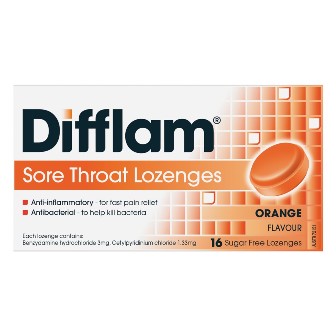 Difflam®
Sore Throat Lozenges
Anti-inflammatory - for fast pain relief
Antibacterial - to help kill bacteria
Each lozenge contains:
Benzydamine hydrochloride 3mg, Cetylpyridinium chloride 1.33mg
ORANGE
FLAVOUR
16 Sugar Free Lozenges